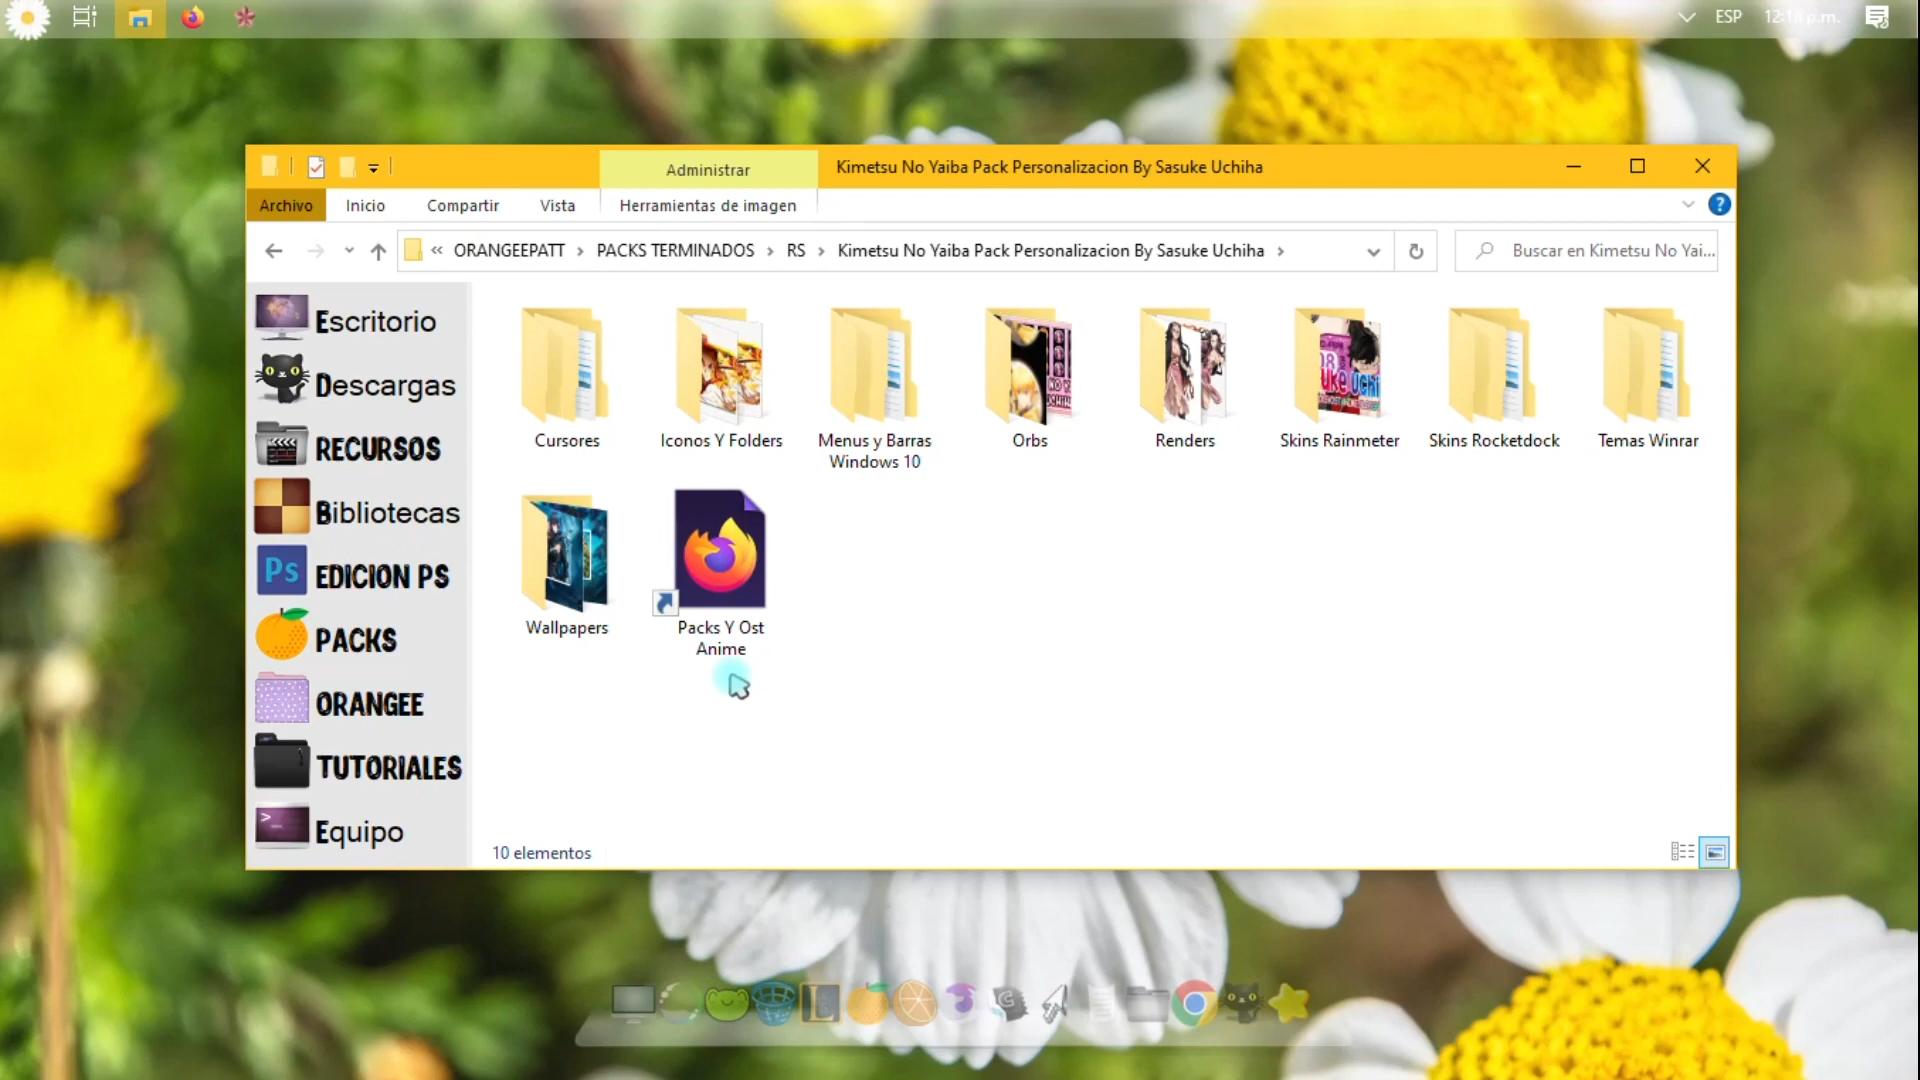 ESP 12:18 p.m.
Administrar
Kimetsu No Yaiba Pack Personalizacion By Sasuke Uchiha
Archivo Inicio Compartir Vista Herramientas de imagen
« ORANGEEPATT › PACKS TERMINADOS › RS › Kimetsu No Yaiba Pack Personalizacion By Sasuke Uchiha ›
Buscar en Kimetsu No Yai...
Escritorio
Descargas
RECURSOS
Bibliotecas
Ps EDICION PS
PACKS
ORANGEE
TUTORIALES
Equipo
Cursores
Iconos Y Folders
Menus y Barras
Windows 10
Orbs
Renders
Skins Rainmeter
Skins Rocketdock
Temas Winrar
Wallpapers
Packs Y Ost
Anime
10 elementos